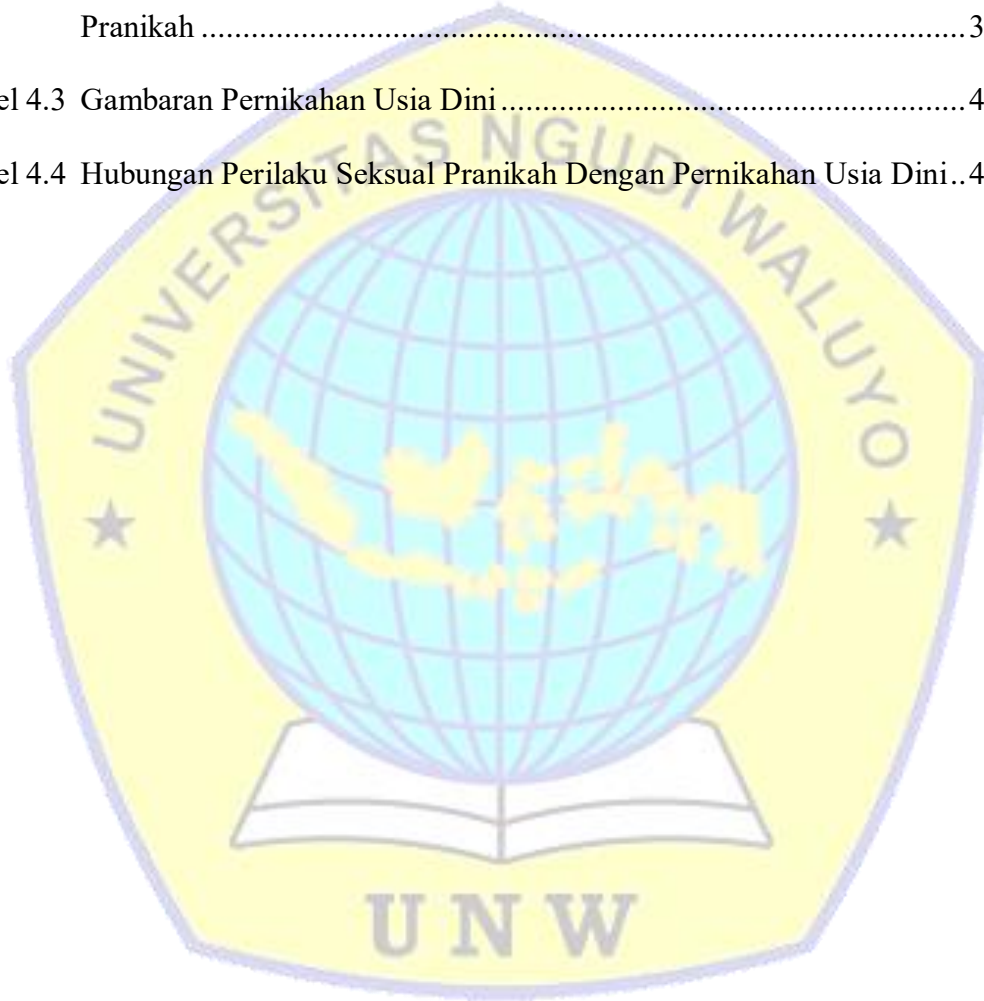 Pranikah ............................................................................................ 3
el 4.3 Gambaran Pernikahan Usia Dini ........................................................ 4
el 4.4 Hubungan Perilaku Seksual Pranikah Dengan Pernikahan Usia Dini .. 4
UNIVERSITAS NGUDI WALUYO
UNW